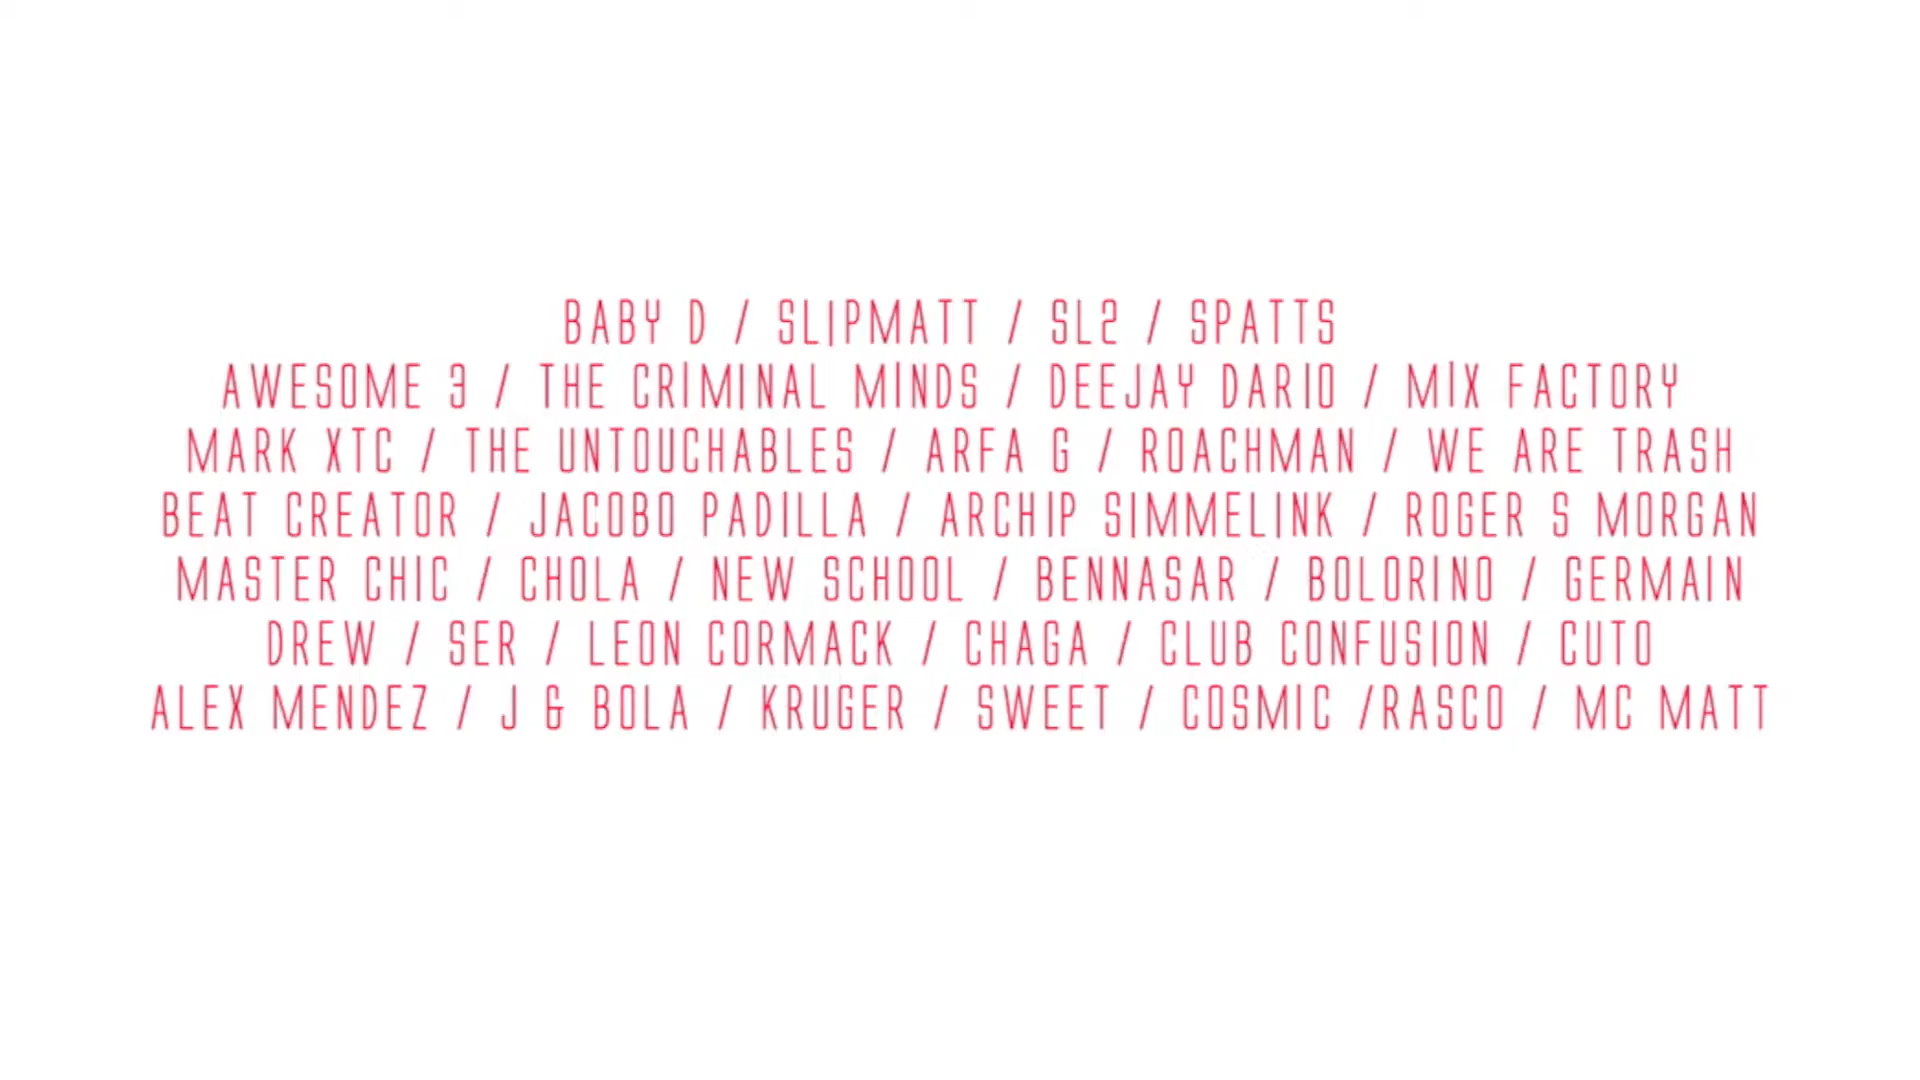 BABY D / SLIPMATT / SL2 / SPATTS
AWESOME 3 / THE CRIMINAL MINDS / DEEJAY DARIO / MIX FACTORY
MARK XTC / THE UNTOUCHABLES / ARFA G / ROACHMAN / WE ARE TRASH
BEAT CREATOR / JACOBO PADILLA / ARCHIP SIMMELINK / ROGER S MORGAN
MASTER CHIC / CHOLA / NEW SCHOOL / BENNASAR / BOLORINO / GERMAIN
DREW / SER / LEON CORMACK / CHAGA / CLUB CONFUSION / CUTO
ALEX MENDEZ / J & BOLA / KRUGER / SWEET / COSMIC /RASCO / MC MATT